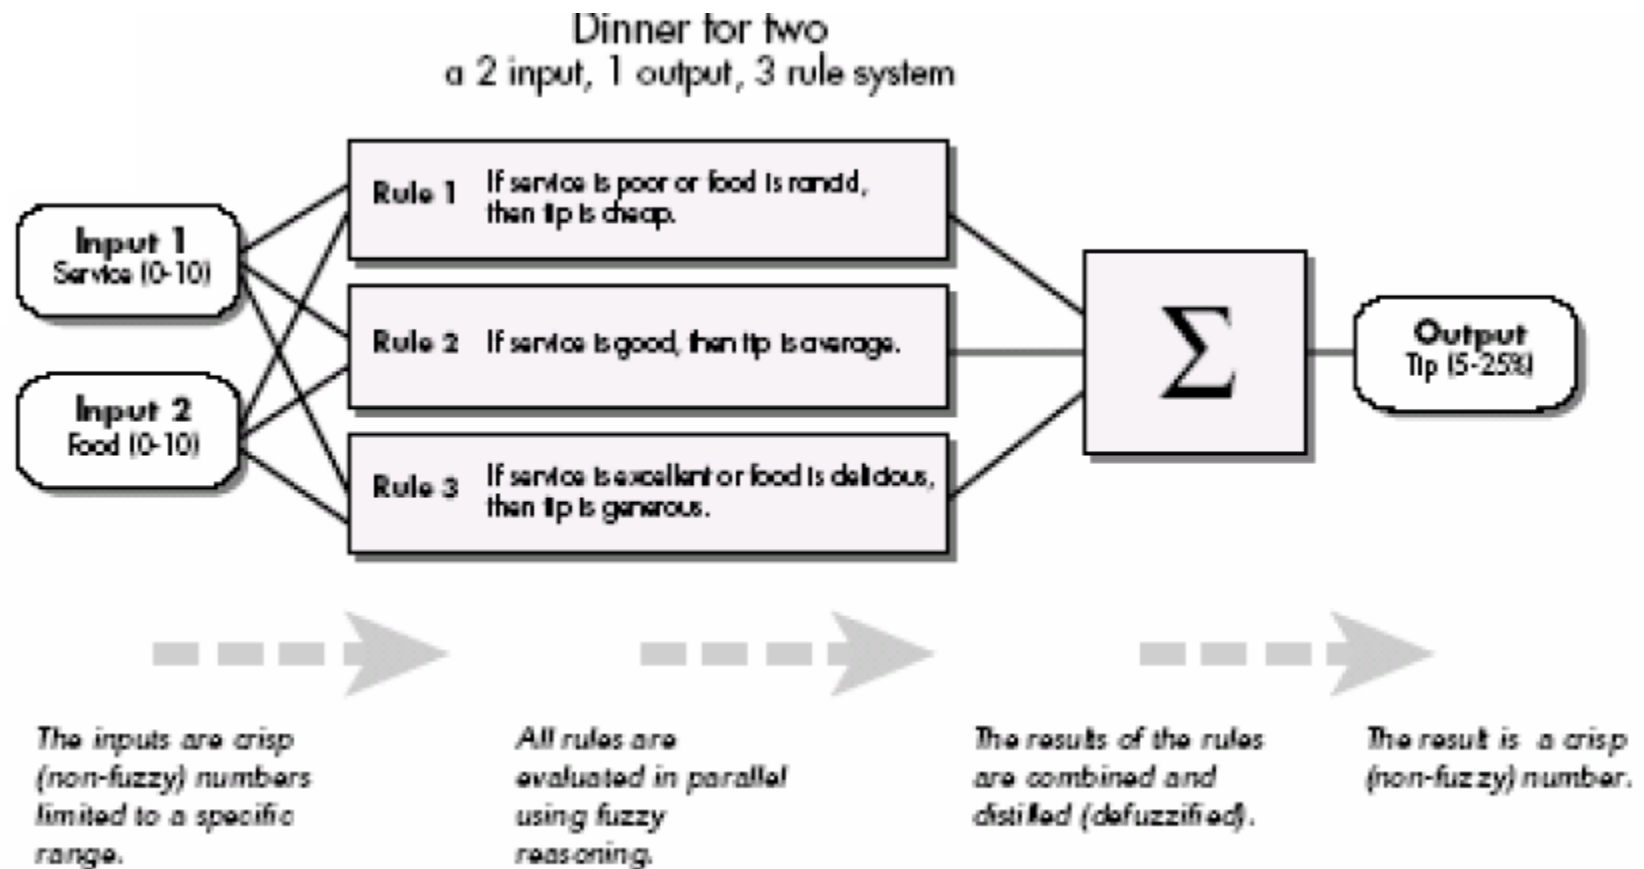 Dinner for two
a 2 input, 1 output, 3 rule system
Input 1
Service (0-10)
Input 2
Food (0-10)
Rule 1
If service is poor or food is rancid,
then tip is cheap.
Rule 2
If service is good, then tip is average.
Rule 3
If service is excellent or food is delicious,
then tip is generous.
Σ
Output
Tip (5-25%)
The inputs are crisp
(non-fuzzy) numbers
limited to a specific
range.
All rules are
evaluated in parallel
using fuzzy
reasoning.
The results of the rules
are combined and
distilled (defuzzified).
The result is a crisp
(non-fuzzy) number.